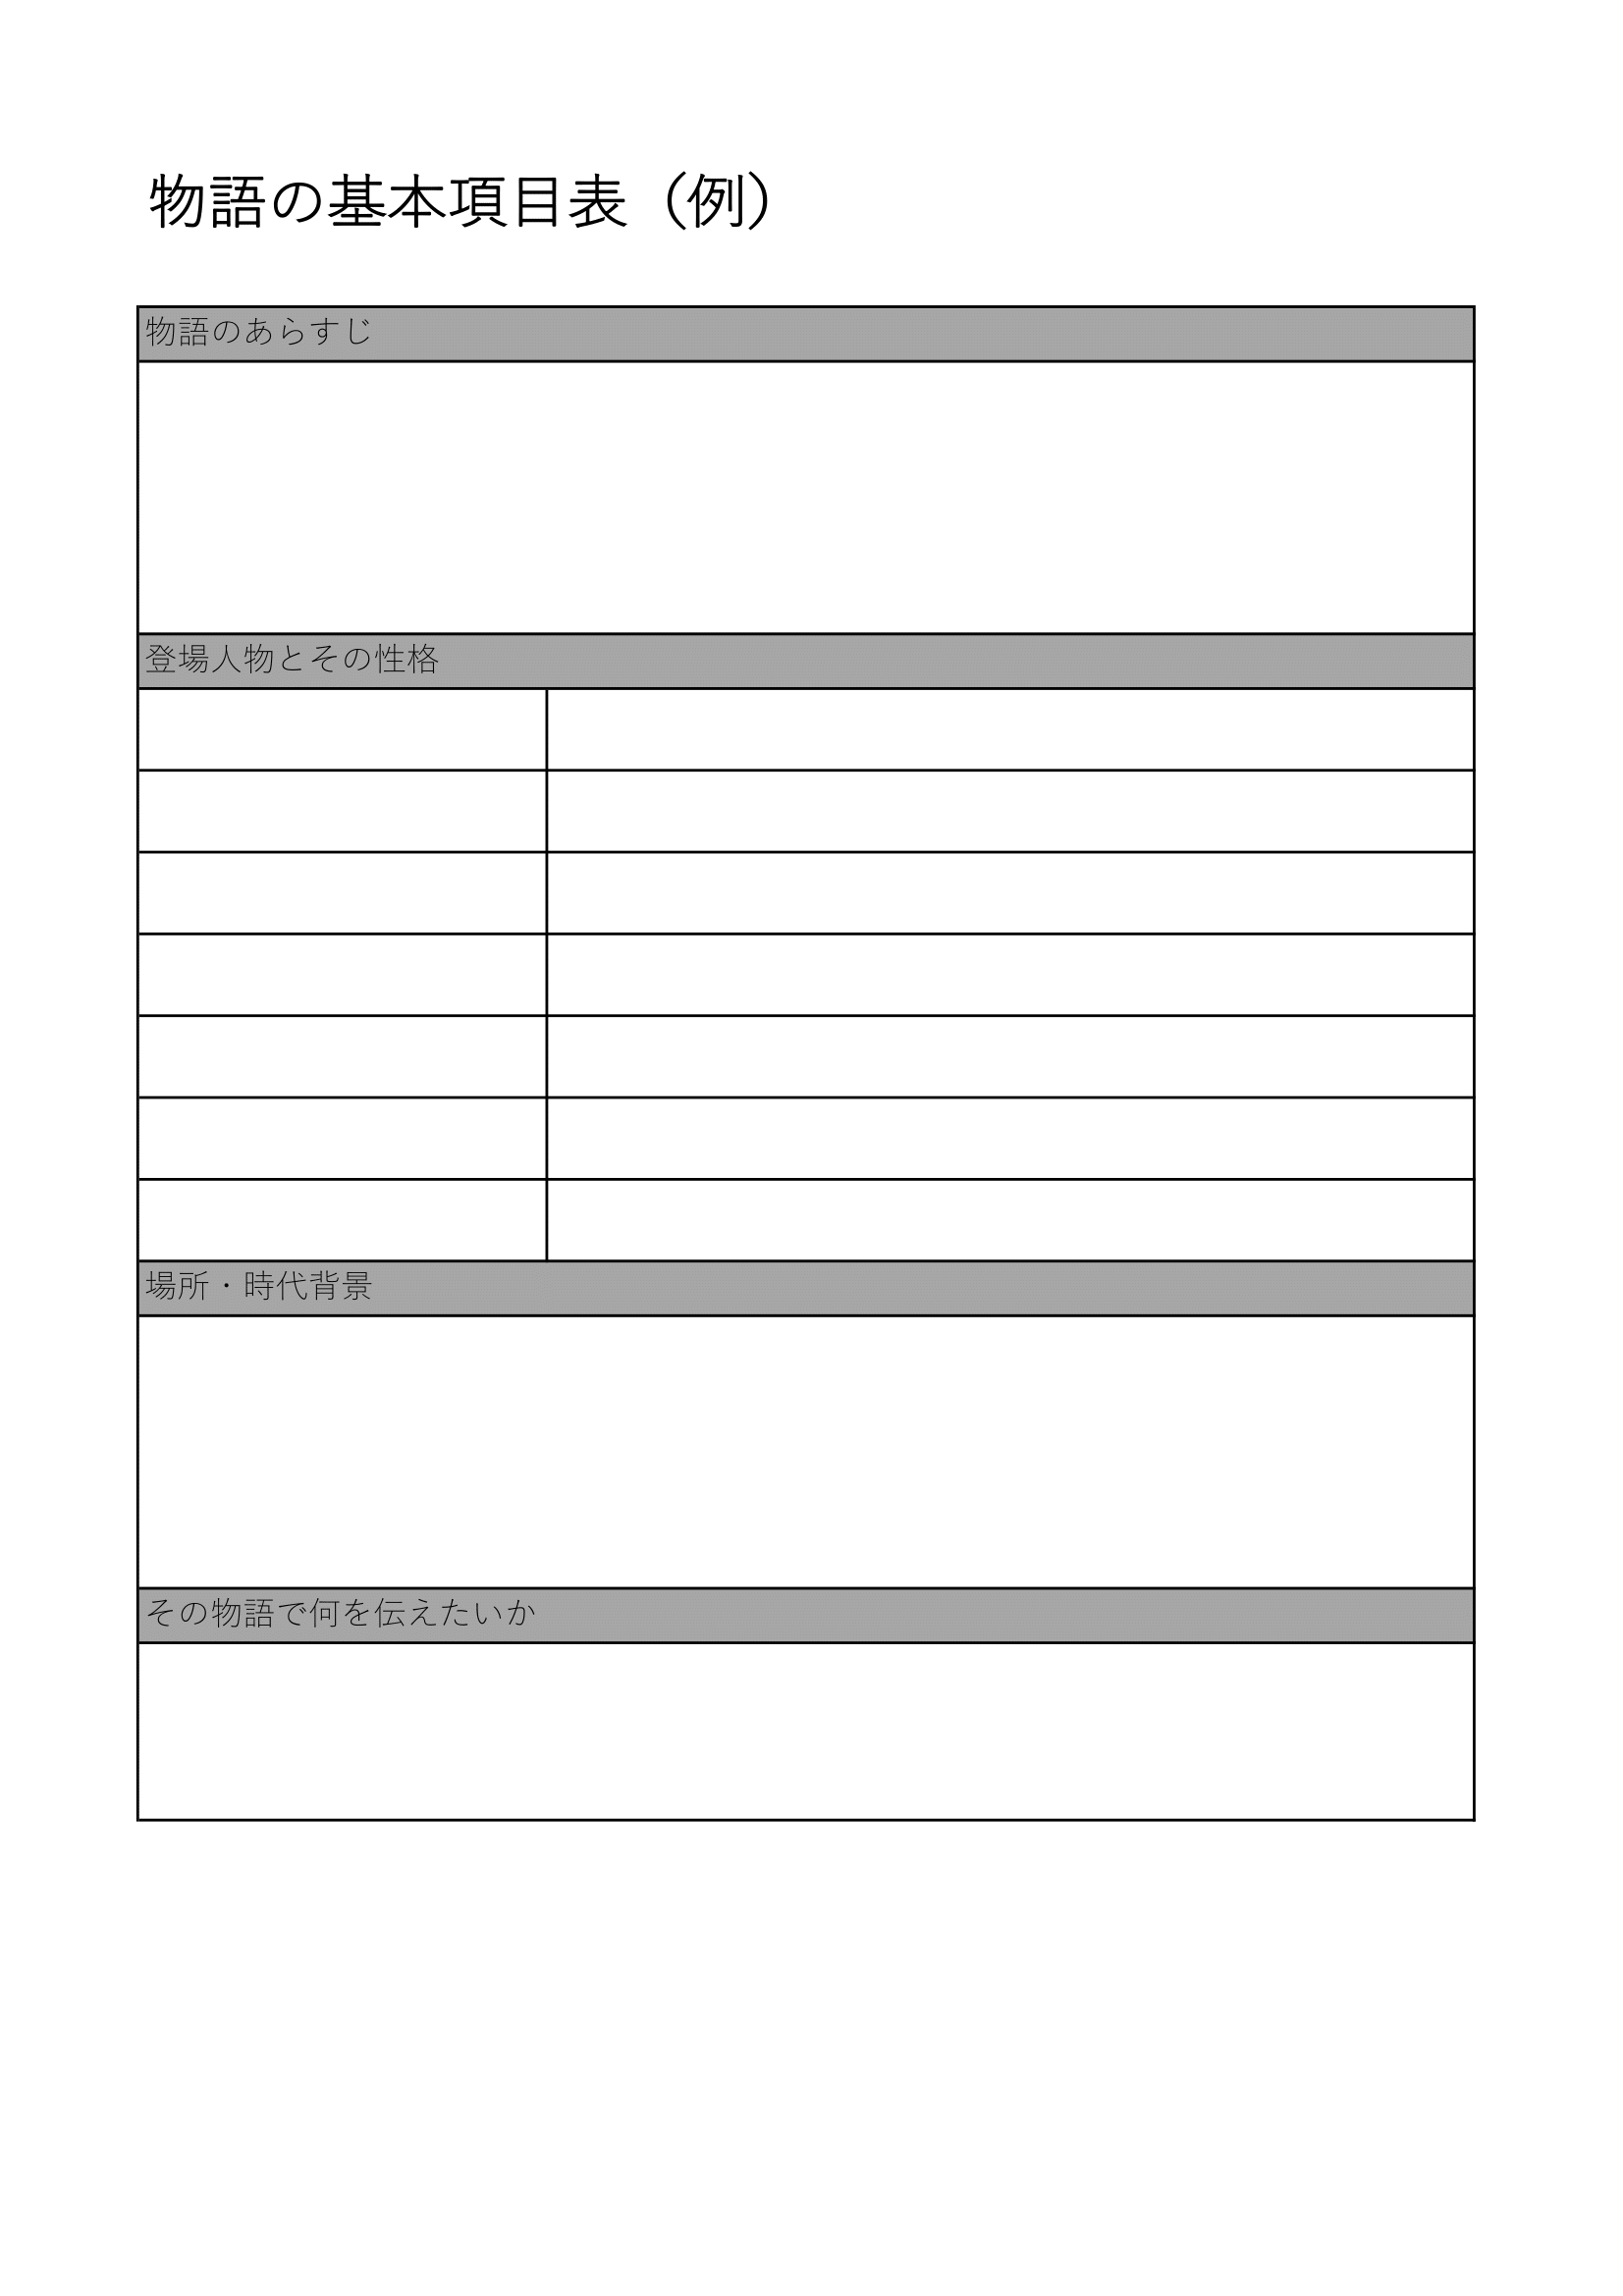 物語の基本項目表（例）
物語のあらすじ
登場人物とその性格
場所・時代背景
その物語で何を伝えたいか